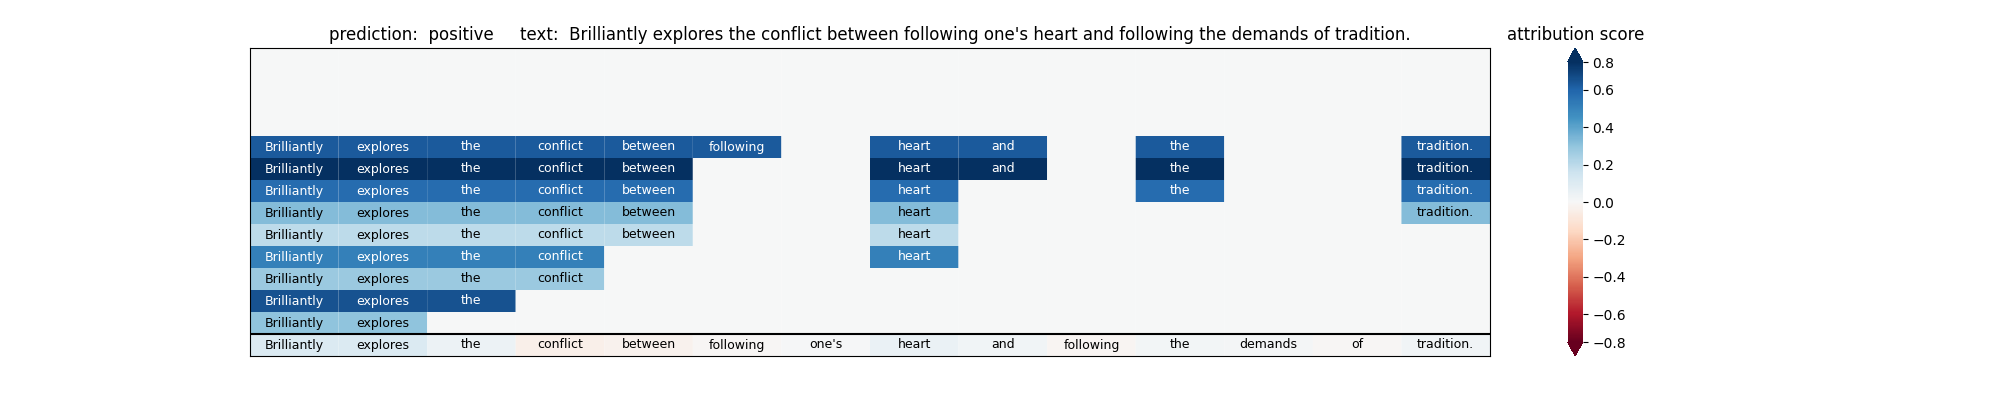 prediction:  positive     text:  Brilliantly explores the conflict between following one's heart and following the demands of tradition.
attribution score
Brilliantly explores the conflict between following heart and the tradition.
Brilliantly explores the conflict between heart and the tradition.
Brilliantly explores the conflict between heart the tradition.
Brilliantly explores the conflict between heart tradition.
Brilliantly explores the conflict between heart
Brilliantly explores the conflict heart
Brilliantly explores the conflict
Brilliantly explores the
Brilliantly explores
Brilliantly explores the conflict between following one's heart and following the demands of tradition.
0.8
0.6
0.4
0.2
0.0
−0.2
−0.4
−0.6
−0.8